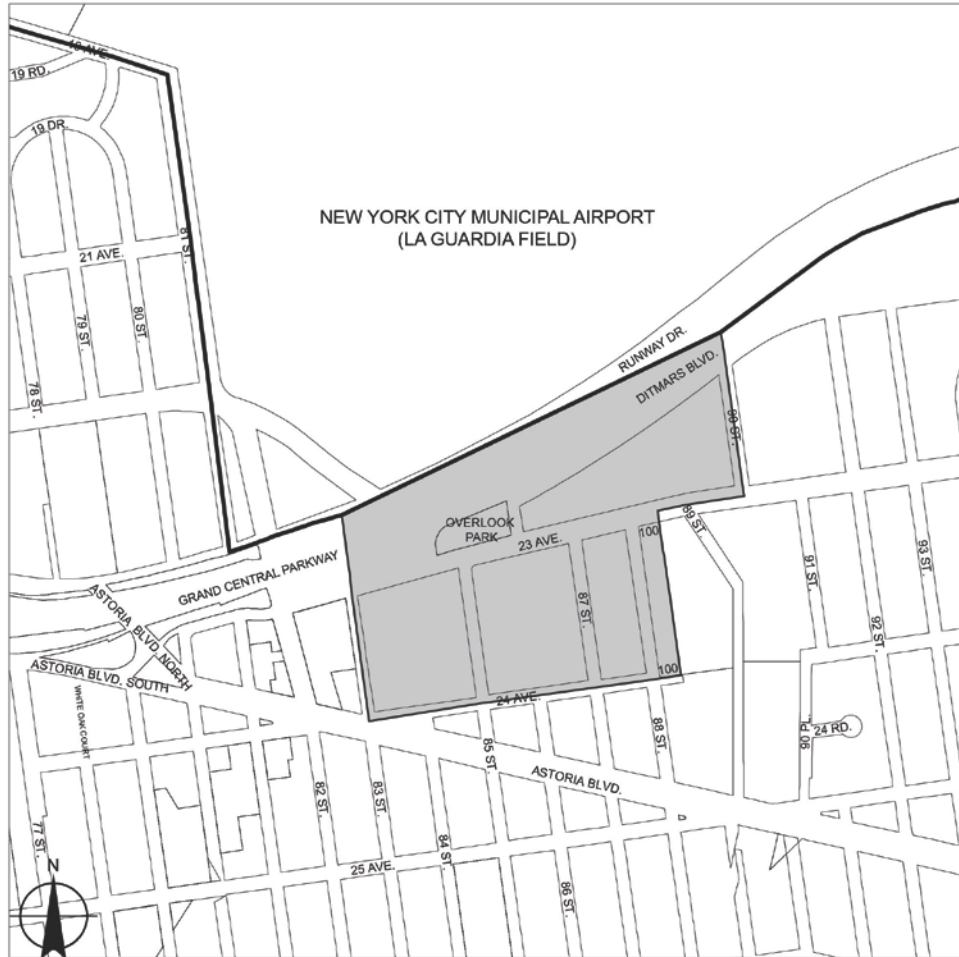 19 AVE.
19 RD.
19 DR.
NEW YORK CITY MUNICIPAL AIRPORT
(LA GUARDIA FIELD)
81 ST.
21 AVE.
79 ST.
80 ST.
78 ST.
RUNWAY DR.
DITMARS BLVD.
90 ST.
OVERLOOK
PARK
89 ST.
100
23 AVE.
GRAND CENTRAL PARKWAY
91 ST.
93 ST.
87 ST.
92 ST.
ASTORIA BLVD. NORTH
ASTORIA BLVD. SOUTH
100
24 AVE.
WHITE OAK COURT
88 ST.
85 ST.
90 PL.
24 RD.
ASTORIA BLVD.
82 ST.
83 ST.
77 ST.
84 ST.
25 AVE.
86 ST.
N